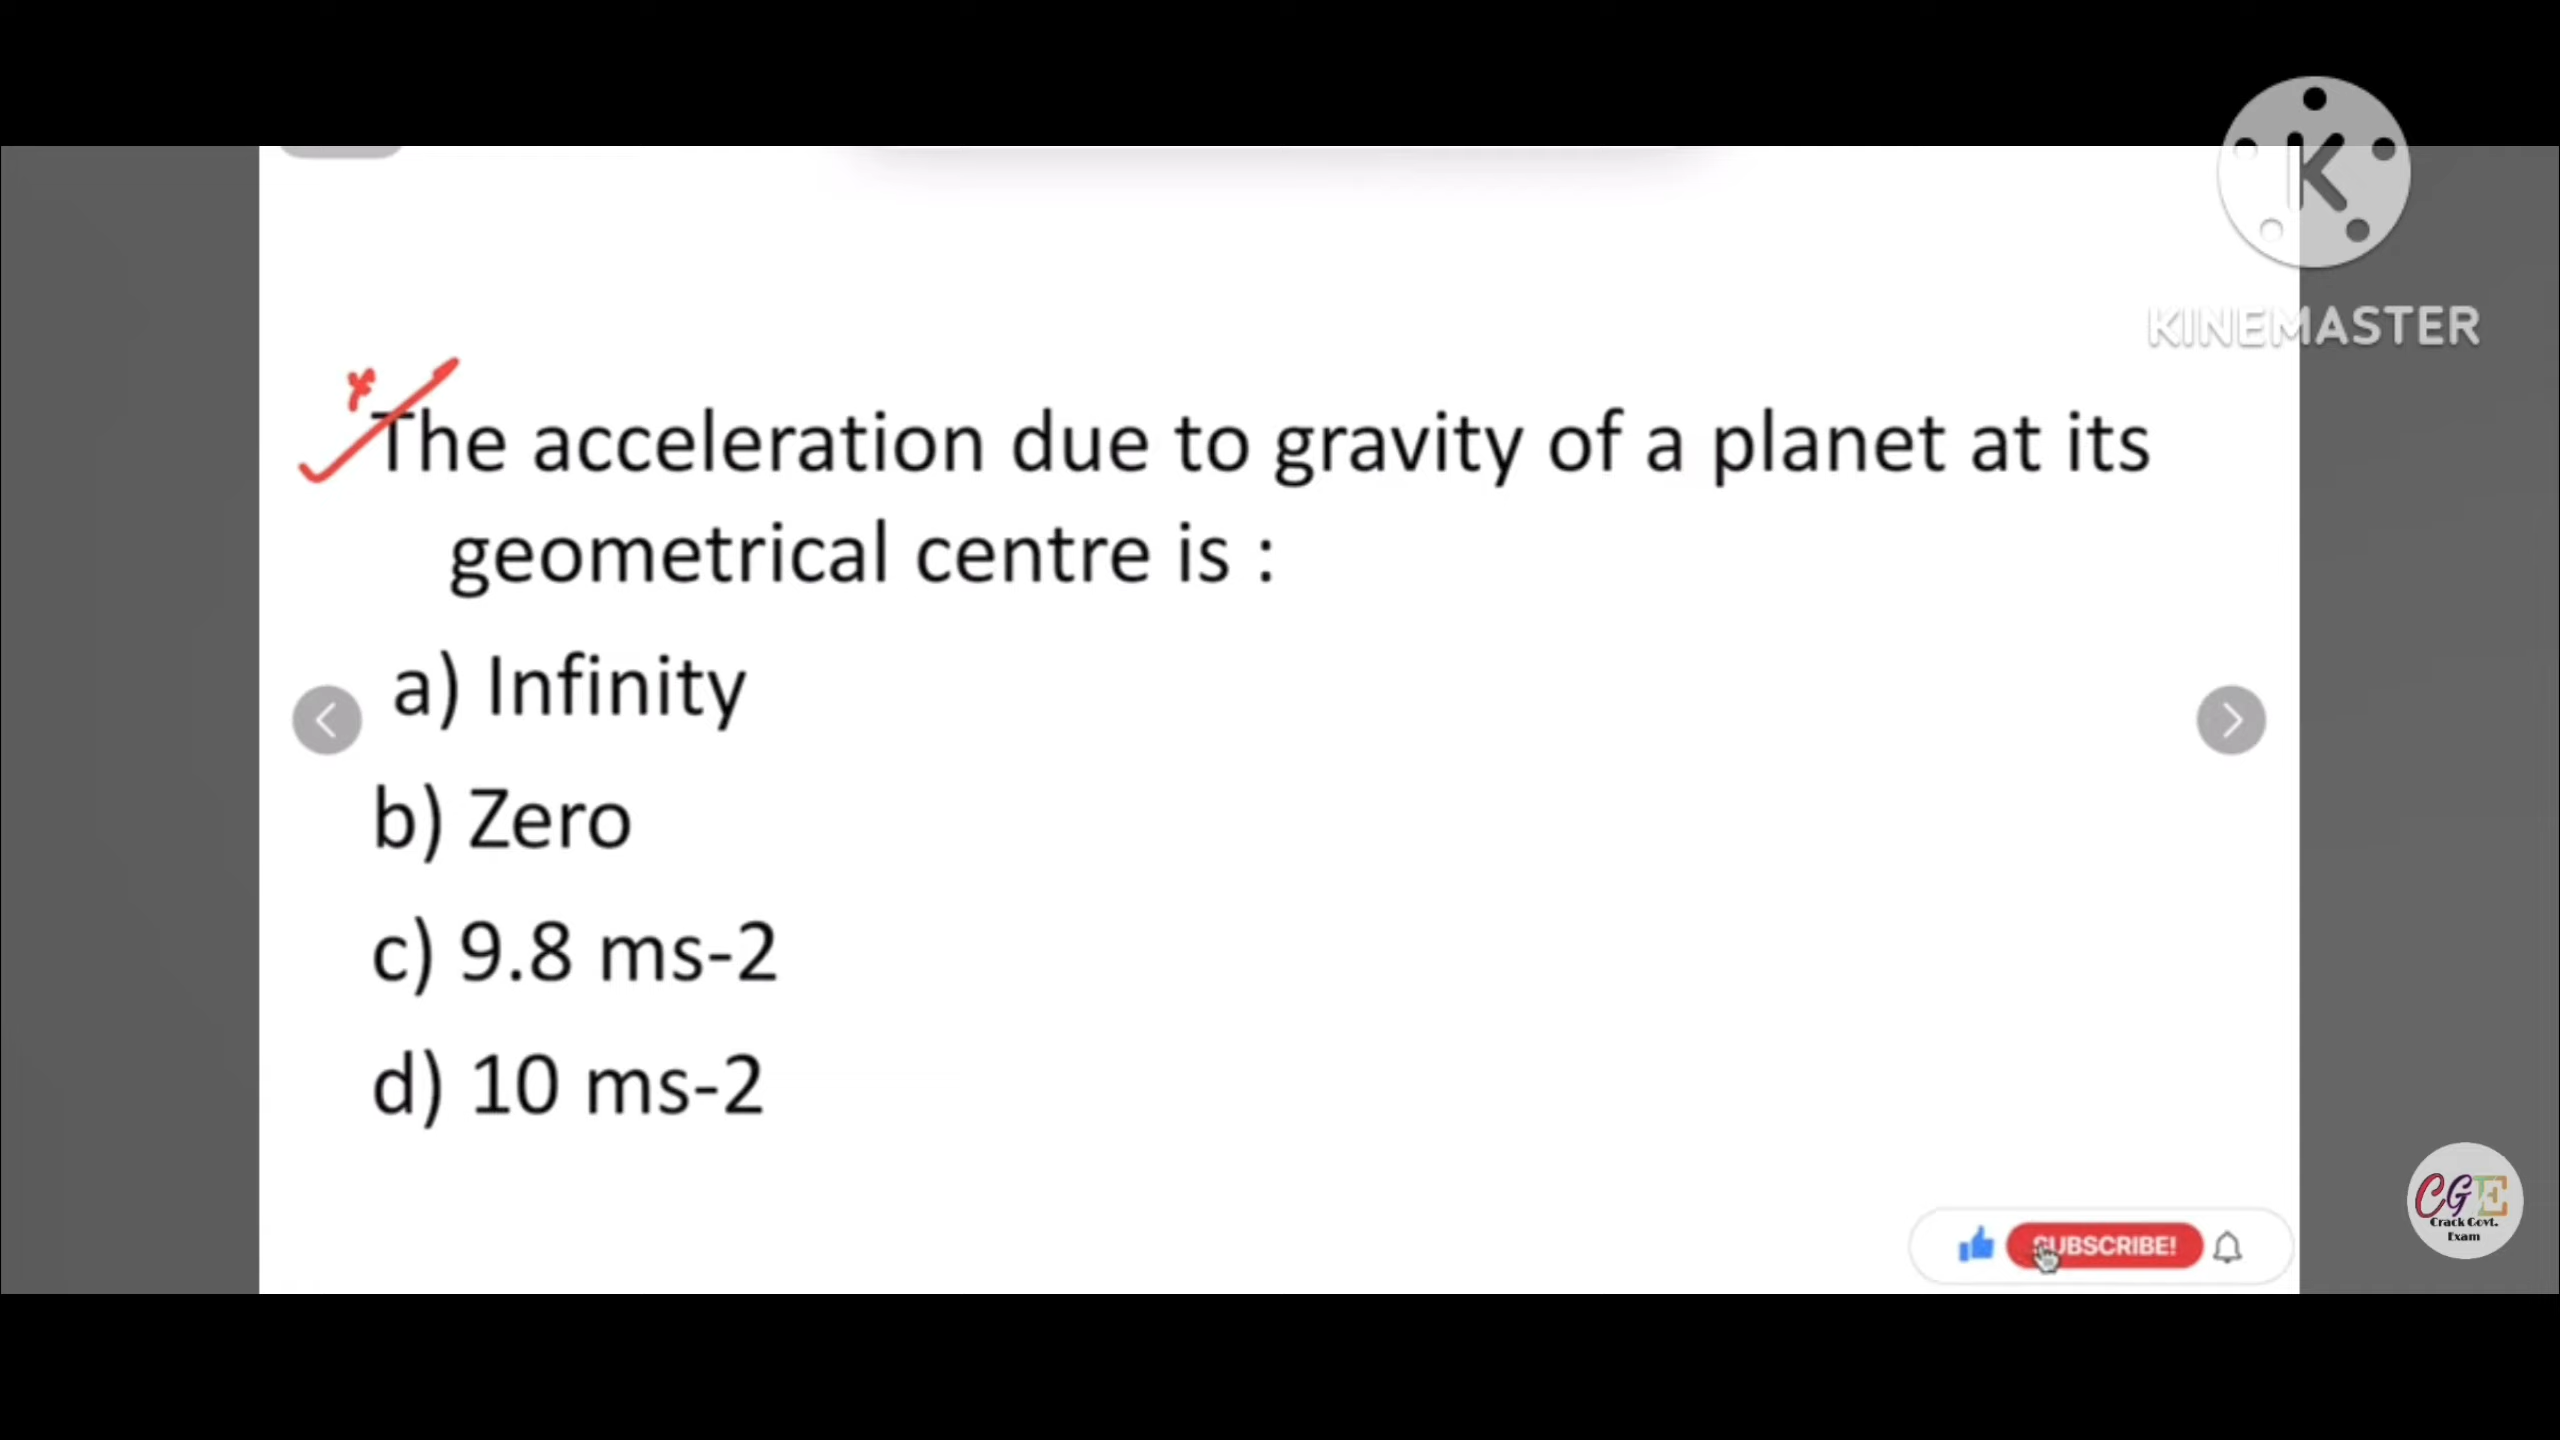 KINEMASTER
The acceleration due to gravity of a planet at its
geometrical centre is :
a) Infinity
b) Zero
c) 9.8 ms-2
d) 10 ms-2
SUBSCRIBE!
CGE
Crack Govt.
Exam